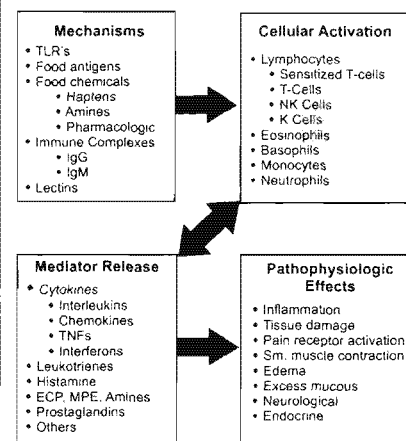 Mechanisms
• TLR's
• Food antigens
• Food chemicals
• Haptens
• Amines
• Pharmacologic
• Immune Complexes
• IgG
• IgM
• Lectins
Cellular Activation
• Lymphocytes
• Sensitized T-cells
• T-Cells
• NK Cells
• K Cells
• Eosinophils
• Basophils
• Monocytes
• Neutrophils
Mediator Release
• Cytokines
• Interleukins
• Chemokines
• TNFs
• Interferons
• Leukotrienes
• Histamine
• ECP, MPE, Amines
• Prostaglandins
• Others
Pathophysiologic
Effects
• Inflammation
• Tissue damage
• Pain receptor activation
• Sm. muscle contraction
• Edema
• Excess mucous
• Neurological
• Endocrine